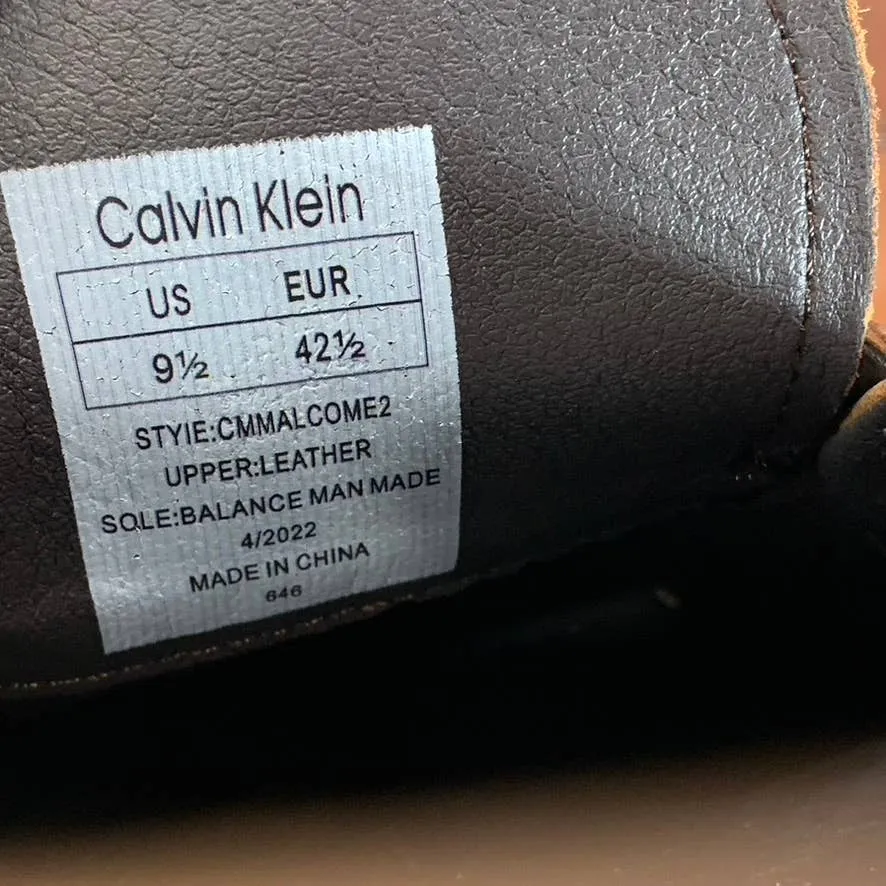 Calvin Klein
US EUR
9½ 42½
STYIE:CMMALCOME2
UPPER:LEATHER
SOLE:BALANCE MAN MADE
4/2022
MADE IN CHINA
646